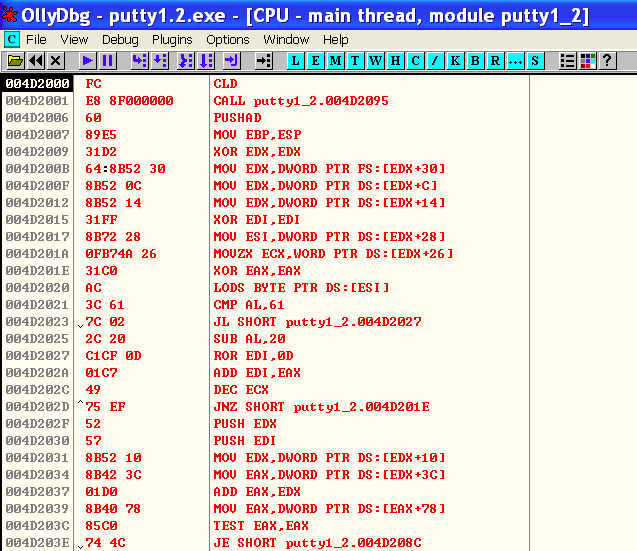 OllyDbg - putty1.2.exe - [CPU - main thread, module putty1_2]
C File View Debug Plugins Options Window Help
L E M T W H C / K B R ... S ?
004D2000 FC CLD
004D2001 E8 8F000000 CALL putty1_2.004D2095
004D2006 60 PUSHAD
004D2007 89E5 MOV EBP,ESP
004D2009 31D2 XOR EDX,EDX
004D200B 64:8B52 30 MOV EDX,DWORD PTR FS:[EDX+30]
004D200F 8B52 0C MOV EDX,DWORD PTR DS:[EDX+C]
004D2012 8B52 14 MOV EDX,DWORD PTR DS:[EDX+14]
004D2015 31FF XOR EDI,EDI
004D2017 8B72 28 MOV ESI,DWORD PTR DS:[EDX+28]
004D201A 0FB74A 26 MOVZX ECX,WORD PTR DS:[EDX+26]
004D201E 31C0 XOR EAX,EAX
004D2020 AC LODS BYTE PTR DS:[ESI]
004D2021 3C 61 CMP AL,61
004D2023 7C 02 JL SHORT putty1_2.004D2027
004D2025 2C 20 SUB AL,20
004D2027 C1CF 0D ROR EDI,0D
004D202A 01C7 ADD EDI,EAX
004D202C 49 DEC ECX
004D202D 75 EF JNZ SHORT putty1_2.004D201E
004D202F 52 PUSH EDX
004D2030 57 PUSH EDI
004D2031 8B52 10 MOV EDX,DWORD PTR DS:[EDX+10]
004D2034 8B42 3C MOV EAX,DWORD PTR DS:[EDX+3C]
004D2037 01D0 ADD EAX,EDX
004D2039 8B40 78 MOV EAX,DWORD PTR DS:[EAX+78]
004D203C 85C0 TEST EAX,EAX
004D203E 74 4C JE SHORT putty1_2.004D208C